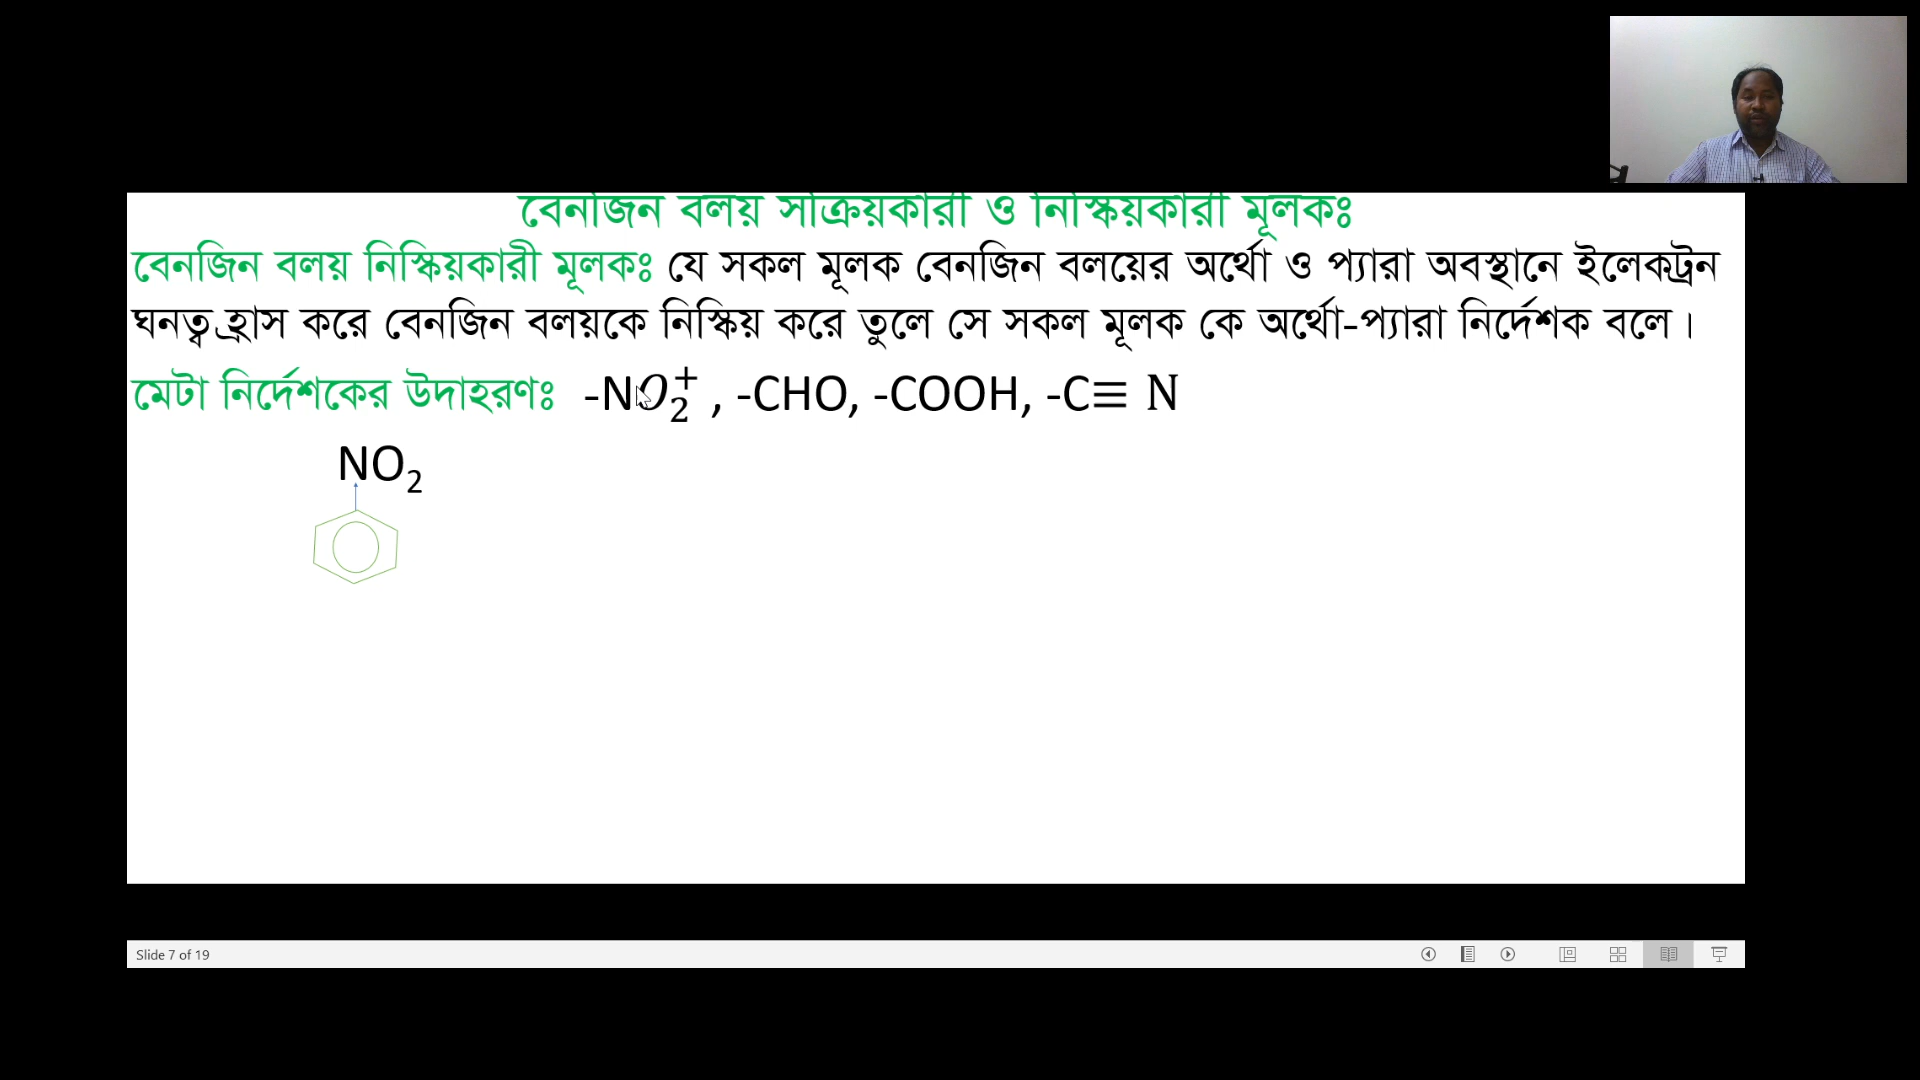 বেনজিন বলয় সক্রিয়কারী ও নিস্ক্রিয়কারী মূলকঃ
বেনজিন বলয় নিস্ক্রিয়কারী মূলকঃ যে সকল মূলক বেনজিন বলয়ের অর্থো ও প্যারা অবস্থানে ইলেকট্রন
ঘনত্ব হ্রাস করে বেনজিন বলয়কে নিস্ক্রিয় করে তুলে সে সকল মূলক কে অর্থো-প্যারা নির্দেশক বলে।
মেটা নির্দেশকের উদাহরণঃ -NO₂⁺ , -CHO, -COOH, -C≡ N
NO₂
Slide 7 of 19